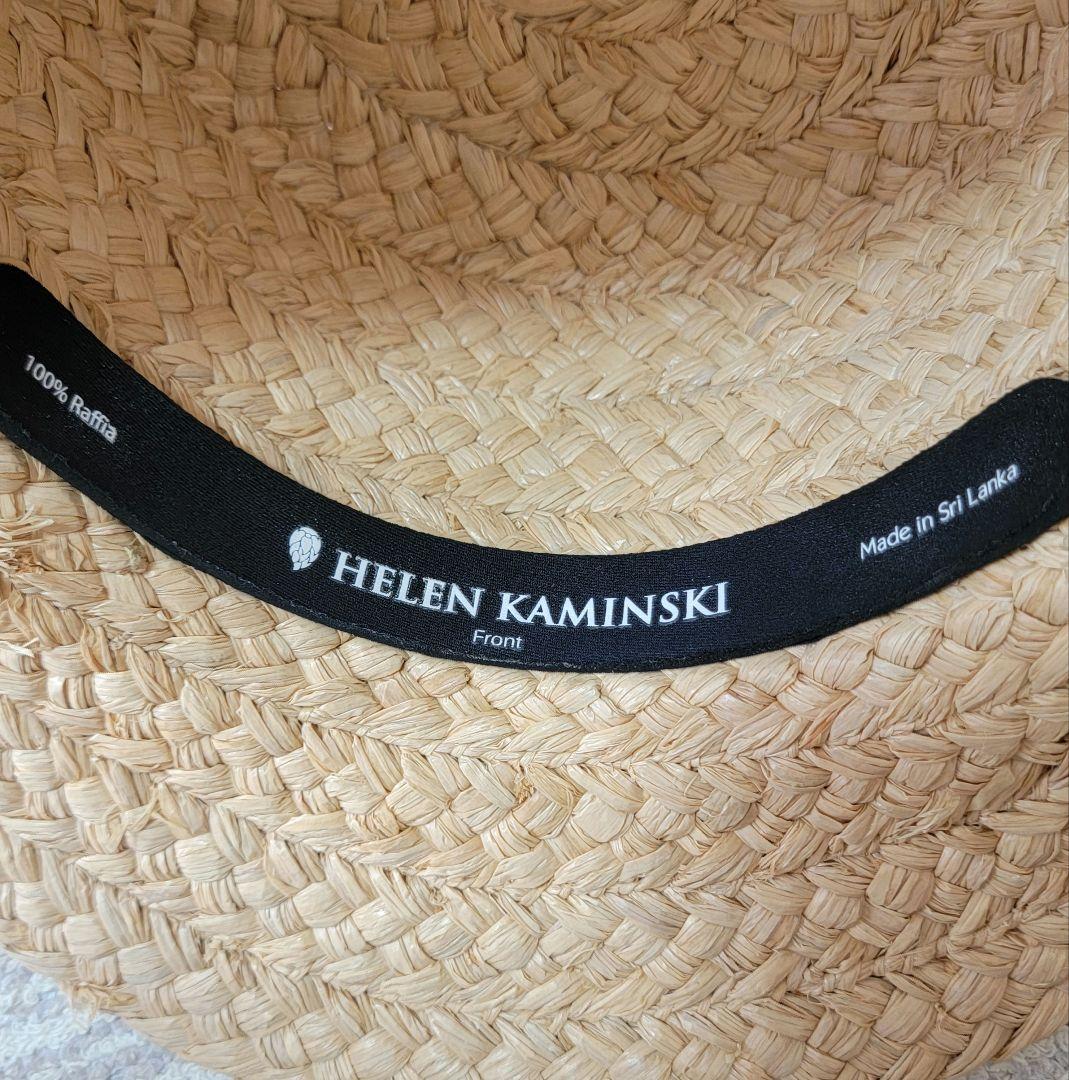 100% Raffia
HELEN KAMINSKI
Front
Made in Sri Lanka